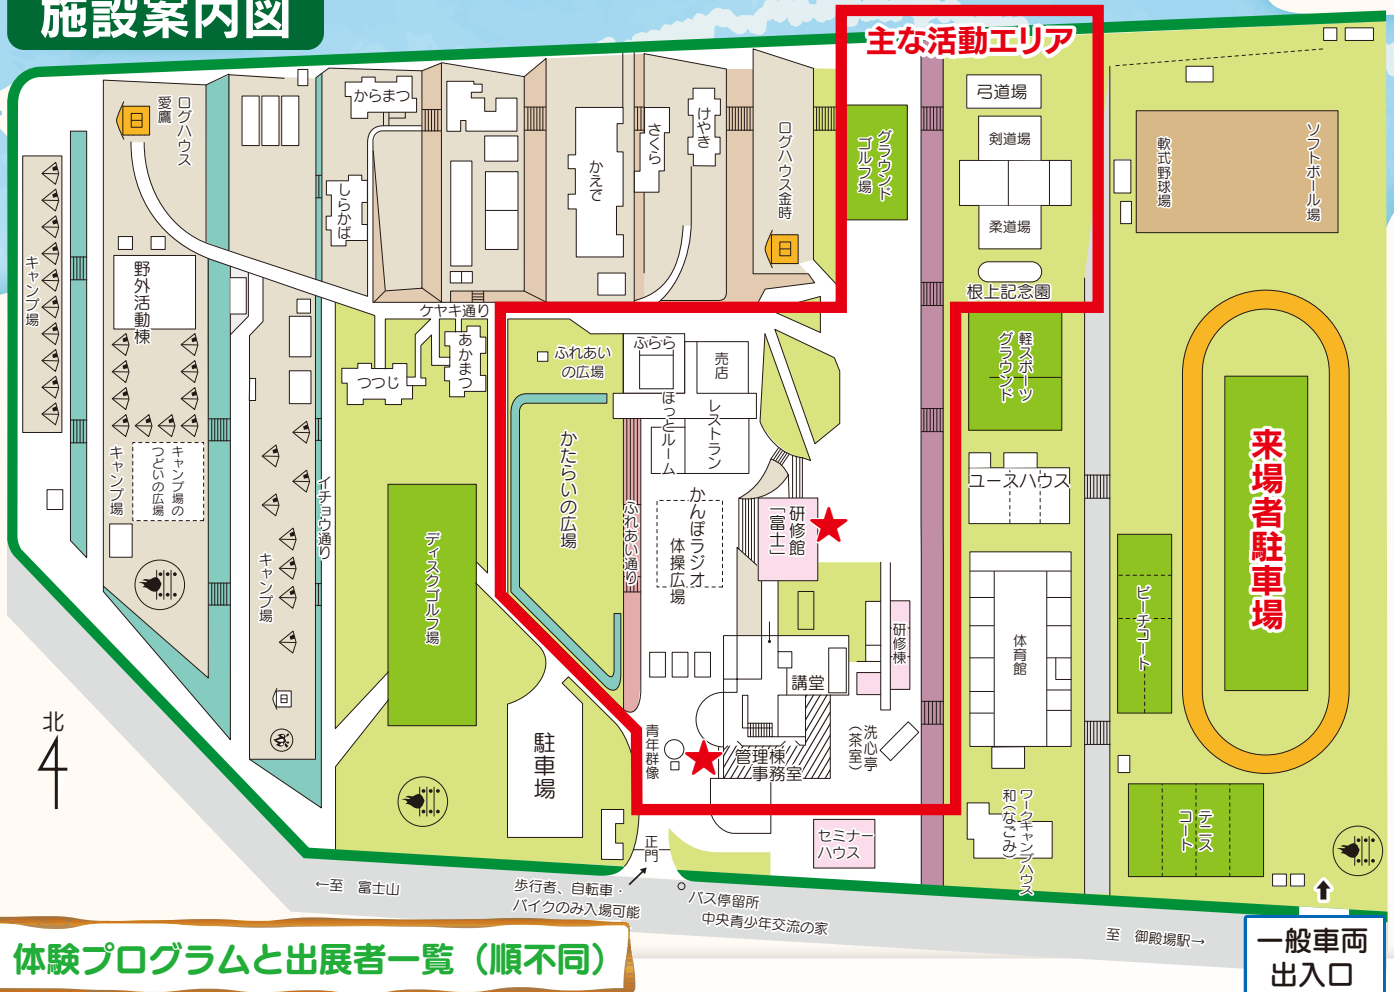 施設案内図
主な活動エリア
ログハウス
愛鷹
からまつ
しらかば
かえで
さくら
けやき
ログハウス金時
グラウンド
ゴルフ場
弓道場
剣道場
柔道場
根上記念園
軟式野球場
ソフトボール場
キャンプ場
野外活動棟
キャンプ場
キャンプ場の
つどいの広場
キャンプ場
イチョウ通り
ケヤキ通り
つつじ
あかまつ
ふれあい
の広場
ふらら
売店
ほっとルーム
レストラン
かたらいの広場
ふれあい通り
かんぽラジオ
体操広場
研修館
「富士」
軽スポーツ
グラウンド
ユースハウス
来場者駐車場
ディスクゴルフ場
研修棟
講堂
体育館
ビーチコート
駐車場
青年群像
管理棟
事務室
洗心亭
(茶室)
ワークキャンプハウス
和(なごみ)
テニス
コート
セミナー
ハウス
正門
北
←至 富士山
歩行者、自転車・
バイクのみ入場可能
バス停留所
中央青少年交流の家
至 御殿場駅→
一般車両
出入口
体験プログラムと出展者一覧（順不同）